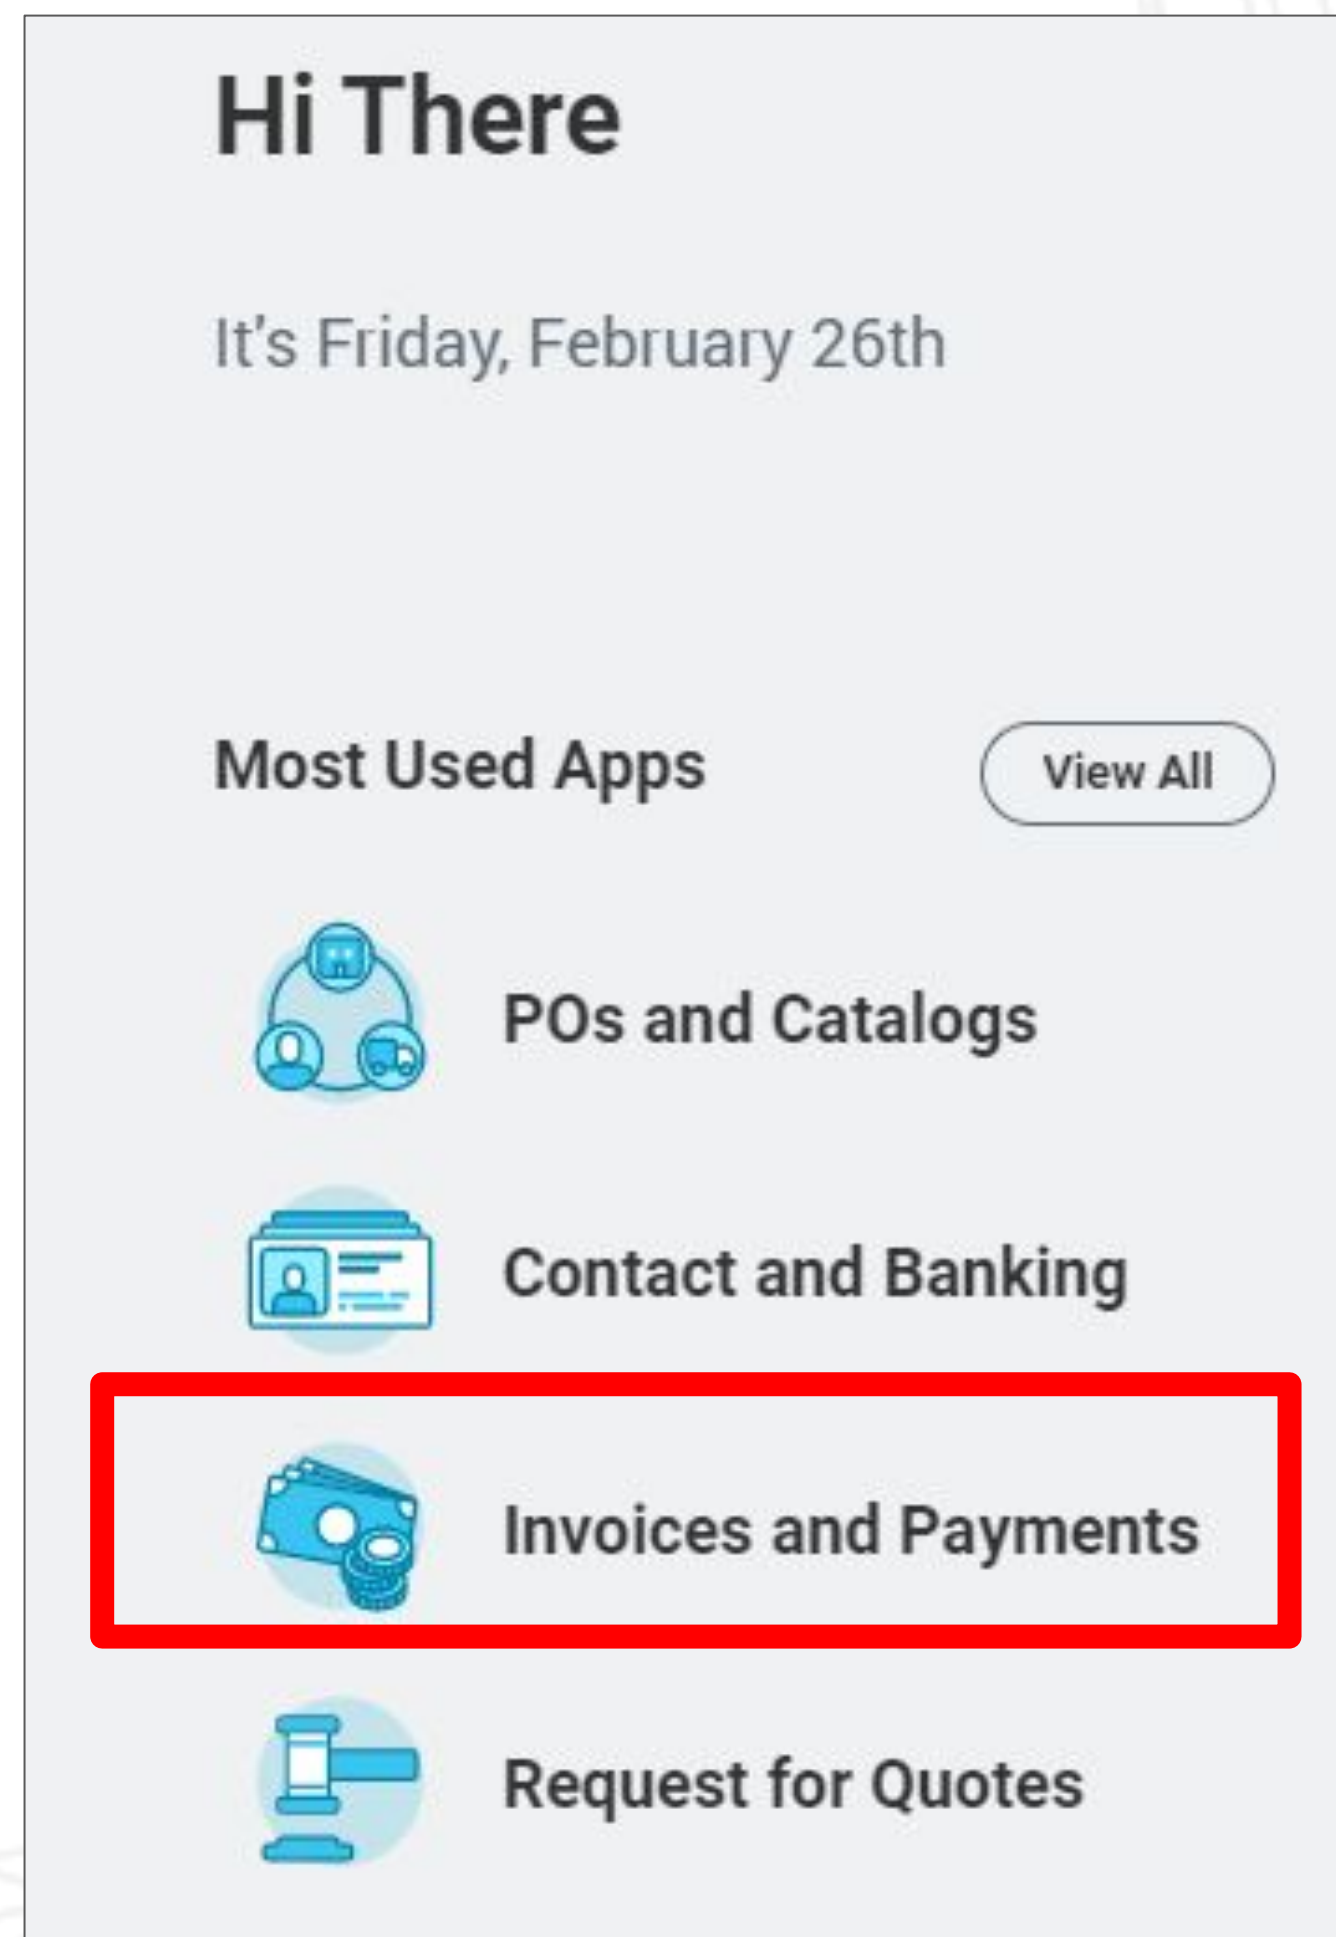 Hi There
It's Friday, February 26th
Most Used Apps
View All
POs and Catalogs
Contact and Banking
Invoices and Payments
Request for Quotes